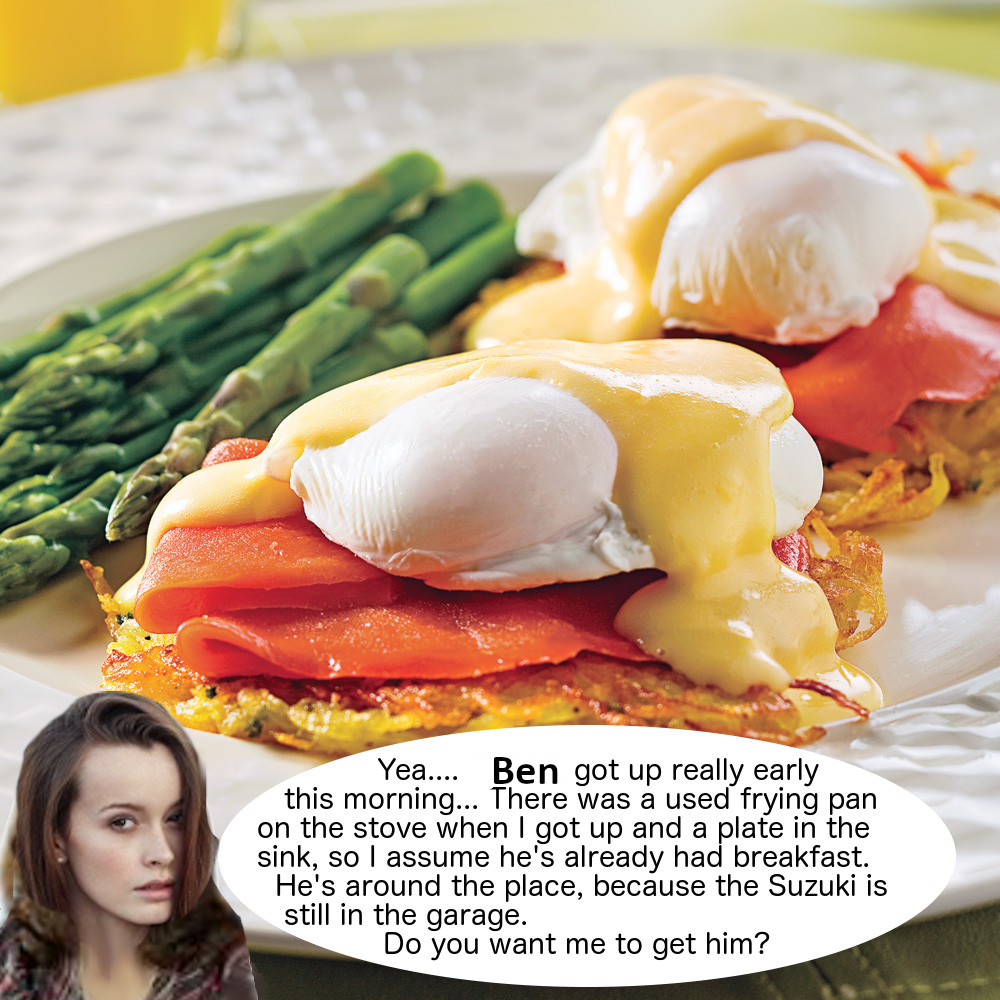 Yea.... Ben got up really early
this morning... There was a used frying pan
on the stove when I got up and a plate in the
sink, so I assume he's already had breakfast.
He's around the place, because the Suzuki is
still in the garage.
Do you want me to get him?